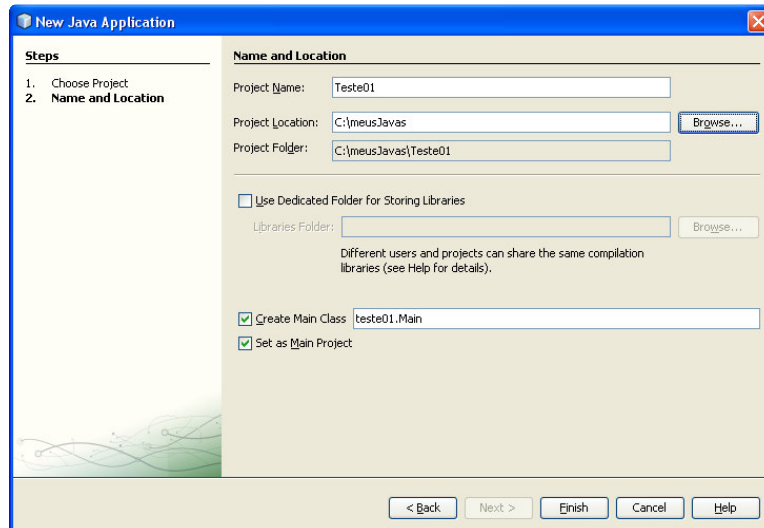 New Java Application
Steps
1. Choose Project
2. Name and Location
Name and Location
Project Name: Teste01
Project Location: C:\meusJavas Browse...
Project Folder: C:\meusJavas\Teste01
Use Dedicated Folder for Storing Libraries
Libraries Folder: Browse...
Different users and projects can share the same compilation
libraries (see Help for details).
Create Main Class teste01.Main
Set as Main Project
< Back Next > Finish Cancel Help